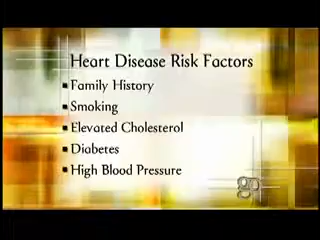 Heart Disease Risk Factors
Family History
Smoking
Elevated Cholesterol
Diabetes
High Blood Pressure